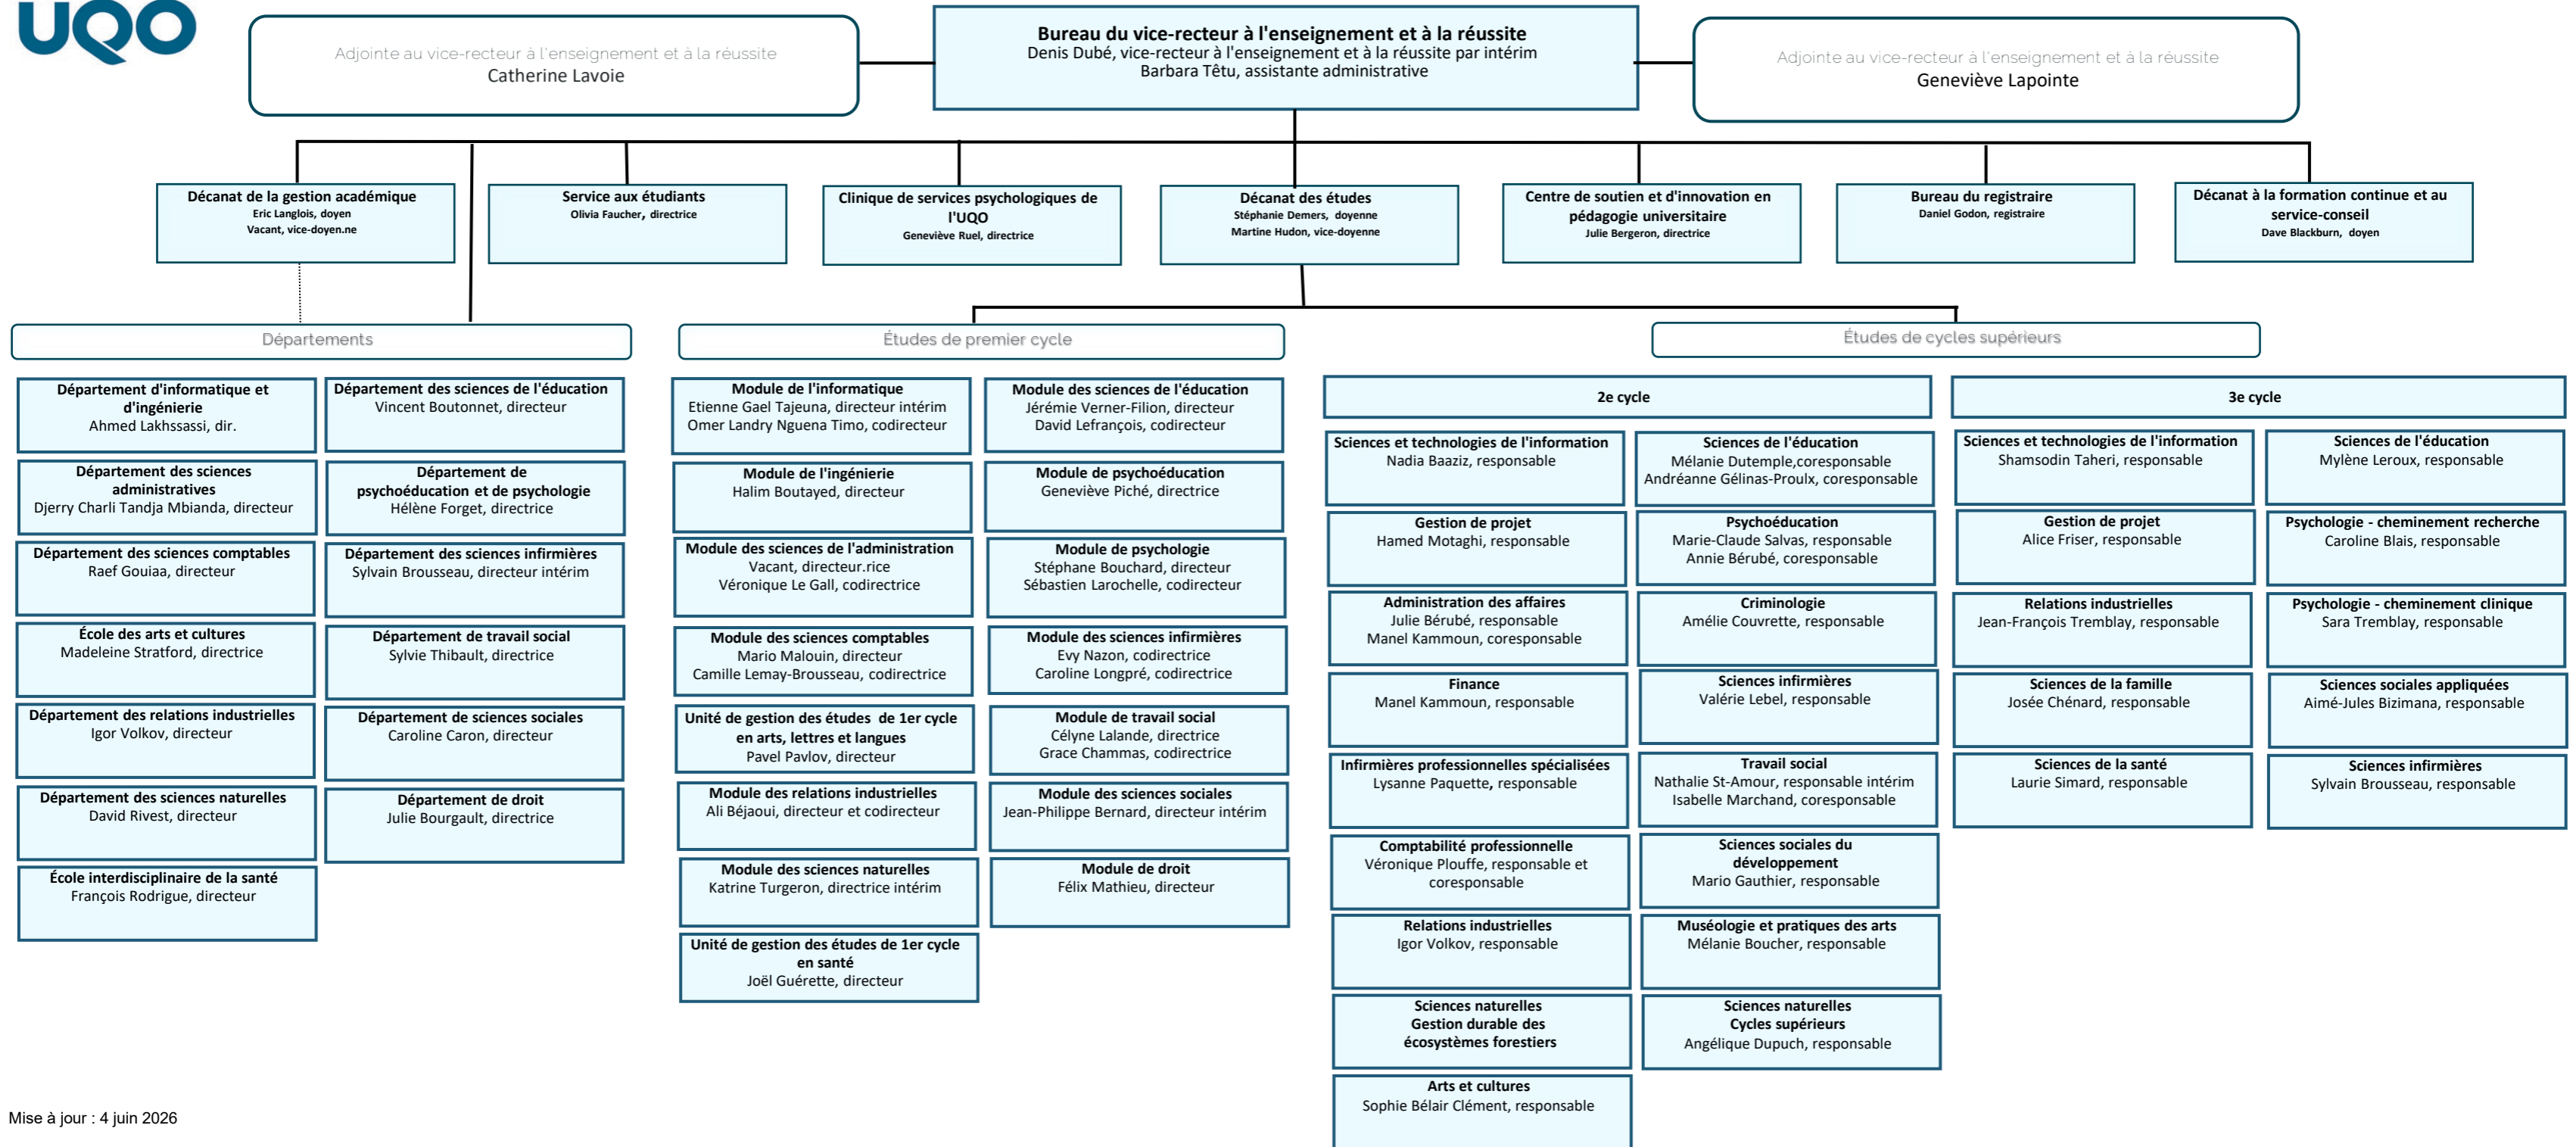 UQO
Adjointe au vice-recteur à l'enseignement et à la réussite
Catherine Lavoie
Bureau du vice-recteur à l'enseignement et à la réussite
Denis Dubé, vice-recteur à l'enseignement et à la réussite par intérim
Barbara Têtu, assistante administrative
Adjointe au vice-recteur à l'enseignement et à la réussite
Geneviève Lapointe
Décanat de la gestion académique
Eric Langlois, doyen
Vacant, vice-doyen.ne
Service aux étudiants
Olivia Faucher, directrice
Clinique de services psychologiques de
l'UQO
Geneviève Ruel, directrice
Décanat des études
Stéphanie Demers, doyenne
Martine Hudon, vice-doyenne
Centre de soutien et d'innovation en
pédagogie universitaire
Julie Bergeron, directrice
Bureau du registraire
Daniel Godon, registraire
Décanat à la formation continue et au
service-conseil
Dave Blackburn, doyen
Départements
Département d'informatique et
d'ingénierie
Ahmed Lakhssassi, dir.
Département des sciences
administratives
Djerry Charli Tandja Mbianda, directeur
Département des sciences comptables
Raef Gouiaa, directeur
École des arts et cultures
Madeleine Stratford, directrice
Département des relations industrielles
Igor Volkov, directeur
Département des sciences naturelles
David Rivest, directeur
École interdisciplinaire de la santé
François Rodrigue, directeur
Département des sciences de l'éducation
Vincent Boutonnet, directeur
Département de
psychoéducation et de psychologie
Hélène Forget, directrice
Département des sciences infirmières
Sylvain Brousseau, directeur intérim
Département de travail social
Sylvie Thibault, directrice
Département de sciences sociales
Caroline Caron, directeur
Département de droit
Julie Bourgault, directrice
Études de premier cycle
Module de l'informatique
Etienne Gael Tajeuna, directeur intérim
Omer Landry Nguena Timo, codirecteur
Module de l'ingénierie
Halim Boutayed, directeur
Module des sciences de l'administration
Vacant, directeur.rice
Véronique Le Gall, codirectrice
Module des sciences comptables
Mario Malouin, directeur
Camille Lemay-Brousseau, codirectrice
Unité de gestion des études de 1er cycle
en arts, lettres et langues
Pavel Pavlov, directeur
Module des relations industrielles
Ali Béjaoui, directeur et codirecteur
Module des sciences naturelles
Katrine Turgeron, directrice intérim
Unité de gestion des études de 1er cycle
en santé
Joël Guérette, directeur
Module des sciences de l'éducation
Jérémie Verner-Filion, directeur
David Lefrançois, codirecteur
Module de psychoéducation
Geneviève Piché, directrice
Module de psychologie
Stéphane Bouchard, directeur
Sébastien Larochelle, codirecteur
Module des sciences infirmières
Evy Nazon, codirectrice
Caroline Longpré, codirectrice
Module de travail social
Célyne Lalande, directrice
Grace Chammas, codirectrice
Module des sciences sociales
Jean-Philippe Bernard, directeur intérim
Module de droit
Félix Mathieu, directeur
Études de cycles supérieurs
2e cycle
Sciences et technologies de l'information
Nadia Baaziz, responsable
Gestion de projet
Hamed Motaghi, responsable
Administration des affaires
Julie Bérubé, responsable
Manel Kammoun, coresponsable
Finance
Manel Kammoun, responsable
Infirmières professionnelles spécialisées
Lysanne Paquette, responsable
Comptabilité professionnelle
Véronique Plouffe, responsable et
coresponsable
Relations industrielles
Igor Volkov, responsable
Sciences naturelles
Gestion durable des
écosystèmes forestiers
Arts et cultures
Sophie Bélair Clément, responsable
Sciences de l'éducation
Mélanie Dutemple,coresponsable
Andréanne Gélinas-Proulx, coresponsable
Psychoéducation
Marie-Claude Salvas, responsable
Annie Bérubé, coresponsable
Criminologie
Amélie Couvrette, responsable
Sciences infirmières
Valérie Lebel, responsable
Travail social
Nathalie St-Amour, responsable intérim
Isabelle Marchand, coresponsable
Sciences sociales du
développement
Mario Gauthier, responsable
Muséologie et pratiques des arts
Mélanie Boucher, responsable
Sciences naturelles
Cycles supérieurs
Angélique Dupuch, responsable
3e cycle
Sciences et technologies de l'information
Shamsodin Taheri, responsable
Gestion de projet
Alice Friser, responsable
Relations industrielles
Jean-François Tremblay, responsable
Sciences de la famille
Josée Chénard, responsable
Sciences de la santé
Laurie Simard, responsable
Sciences de l'éducation
Mylène Leroux, responsable
Psychologie - cheminement recherche
Caroline Blais, responsable
Psychologie - cheminement clinique
Sara Tremblay, responsable
Sciences sociales appliquées
Aimé-Jules Bizimana, responsable
Sciences infirmières
Sylvain Brousseau, responsable
Mise à jour : 4 juin 2026